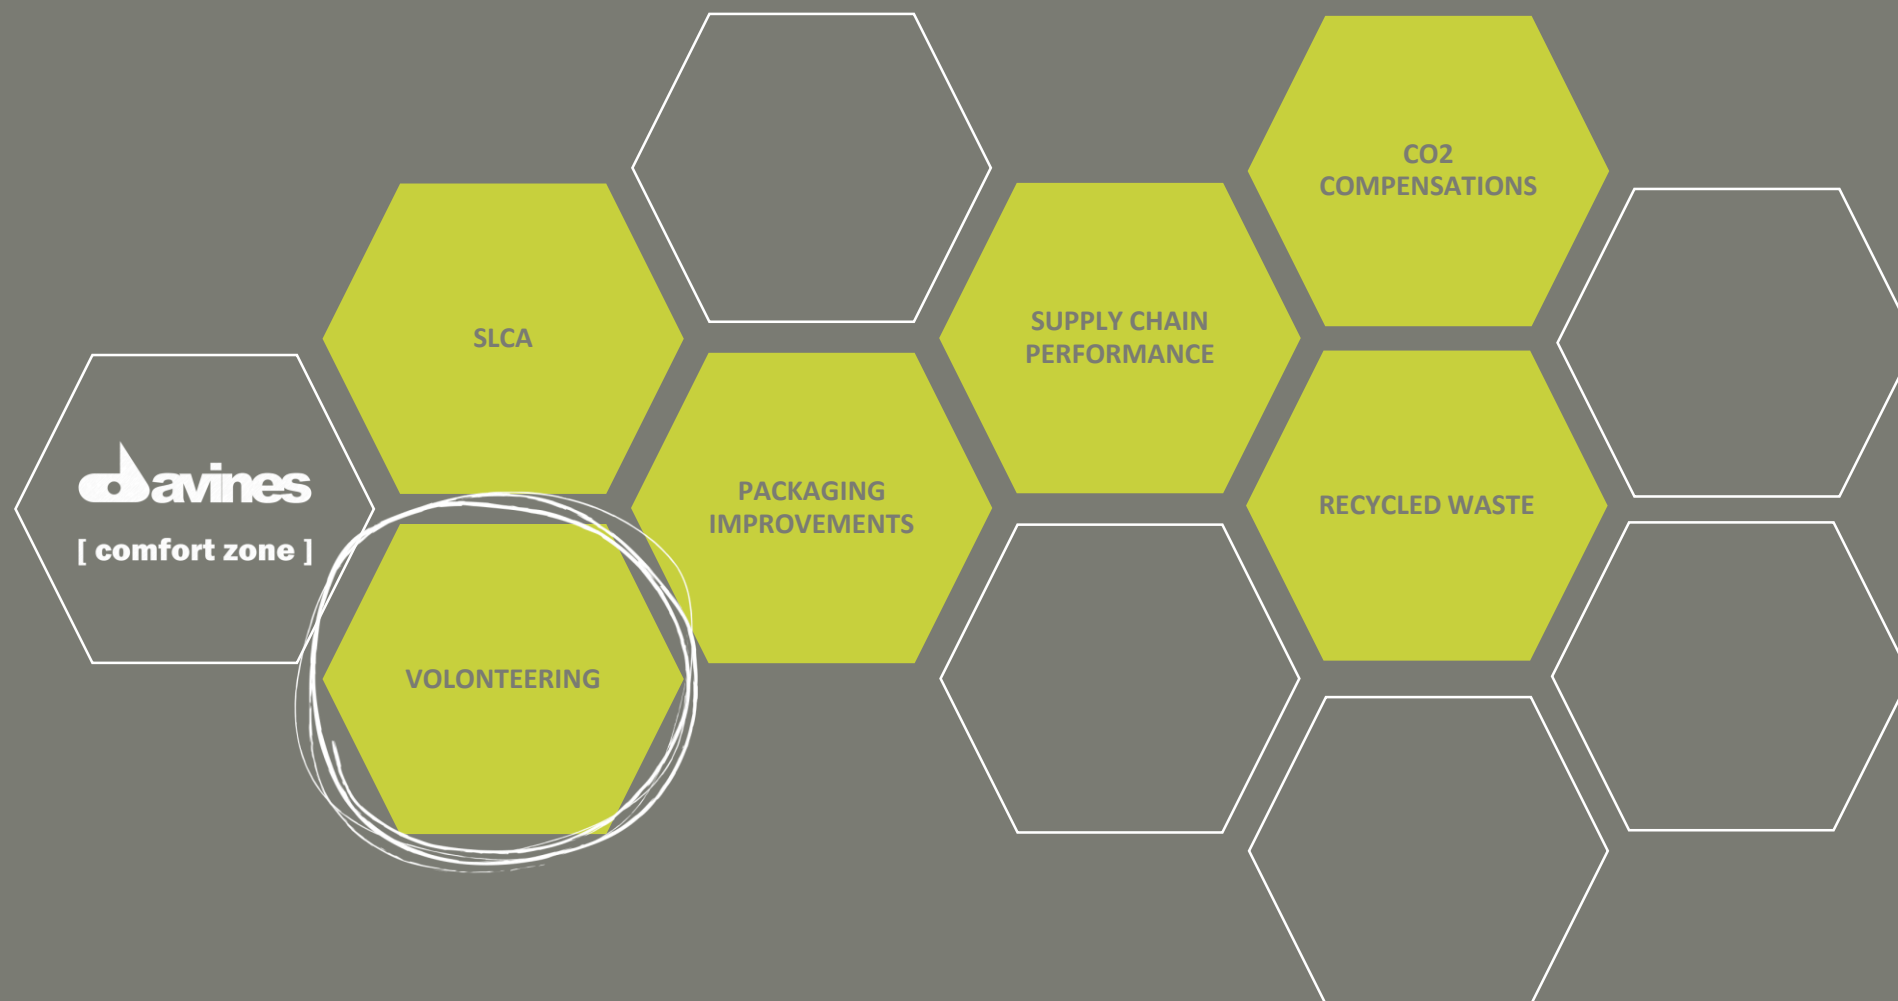 davines
[ comfort zone ]
SLCA
VOLONTEERING
PACKAGING
IMPROVEMENTS
SUPPLY CHAIN
PERFORMANCE
CO2
COMPENSATIONS
RECYCLED WASTE